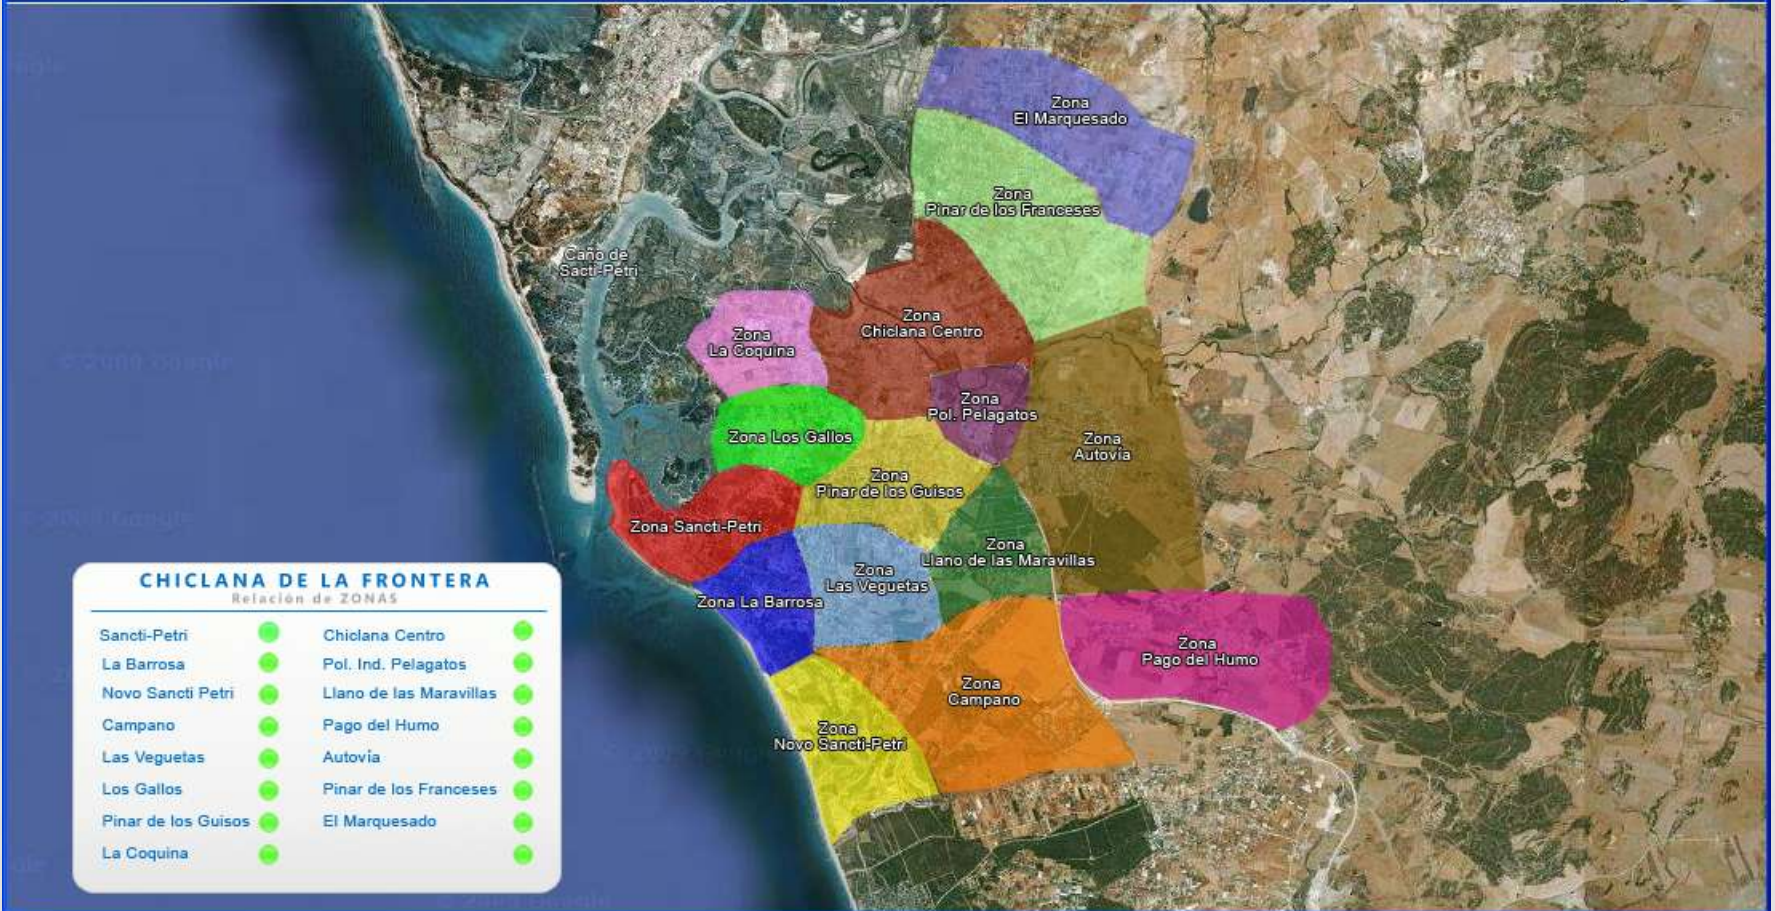 Zona
El Marquesado
Zona
Pinar de los Franceses
Caño de
Sacti-Petri
Zona
Chiclana Centro
Zona
La Coquina
Zona
Pol. Pelagatos
Zona Los Gallos
Zona
Autovía
Zona
Pinar de los Guisos
Zona Sancti-Petri
Zona
Llano de las Maravillas
Zona
Las Veguetas
Zona La Barrosa
Zona
Pago del Humo
Zona
Campano
Zona
Novo Sancti-Petri
CHICLANA DE LA FRONTERA
Relación de ZONAS
Sancti-Petri
La Barrosa
Novo Sancti Petri
Campano
Las Veguetas
Los Gallos
Pinar de los Guisos
La Coquina
Chiclana Centro
Pol. Ind. Pelagatos
Llano de las Maravillas
Pago del Humo
Autovía
Pinar de los Franceses
El Marquesado
© 2009 Google